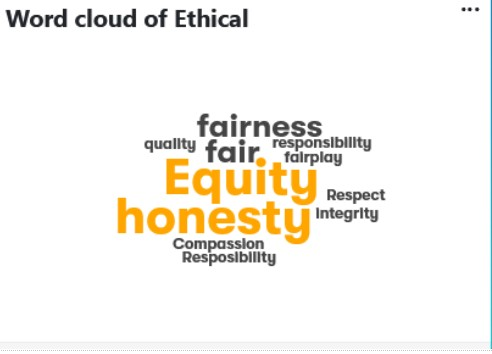 Word cloud of Ethical
...
fairness
quality fair responsibility
fairplay
Equity
Respect
honesty Integrity
Compassion
Resposibility